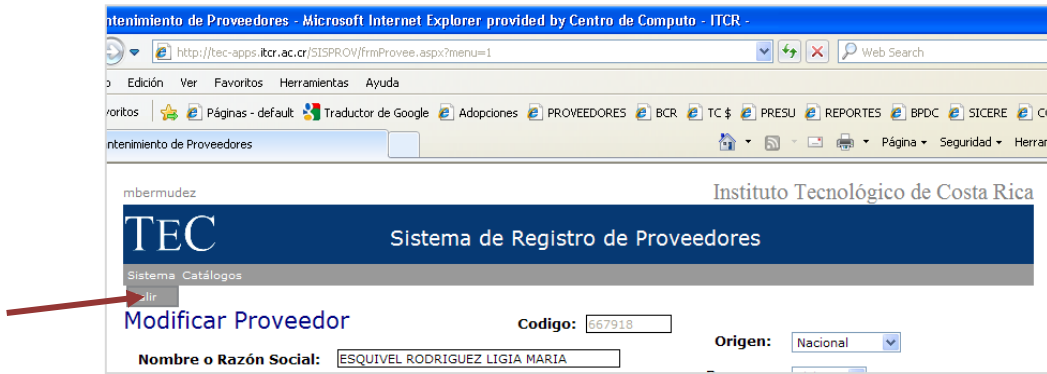 ntenimiento de Proveedores - Microsoft Internet Explorer provided by Centro de Computo - ITCR -
http://tec-apps.itcr.ac.cr/SISPROV/frmProvee.aspx?menu=1 Web Search
Edición Ver Favoritos Herramientas Ayuda
voritos Páginas - default Traductor de Google Adopciones PROVEEDORES BCR TC $ PRESU REPORTES BPDC SICERE
ntenimiento de Proveedores Página Seguridad Herrar
mbermudez Instituto Tecnológico de Costa Rica
TEC Sistema de Registro de Proveedores
Sistema Catálogos
Modificar Proveedor Codigo: 667918
Origen: Nacional
Nombre o Razón Social: ESQUIVEL RODRIGUEZ LIGIA MARIA